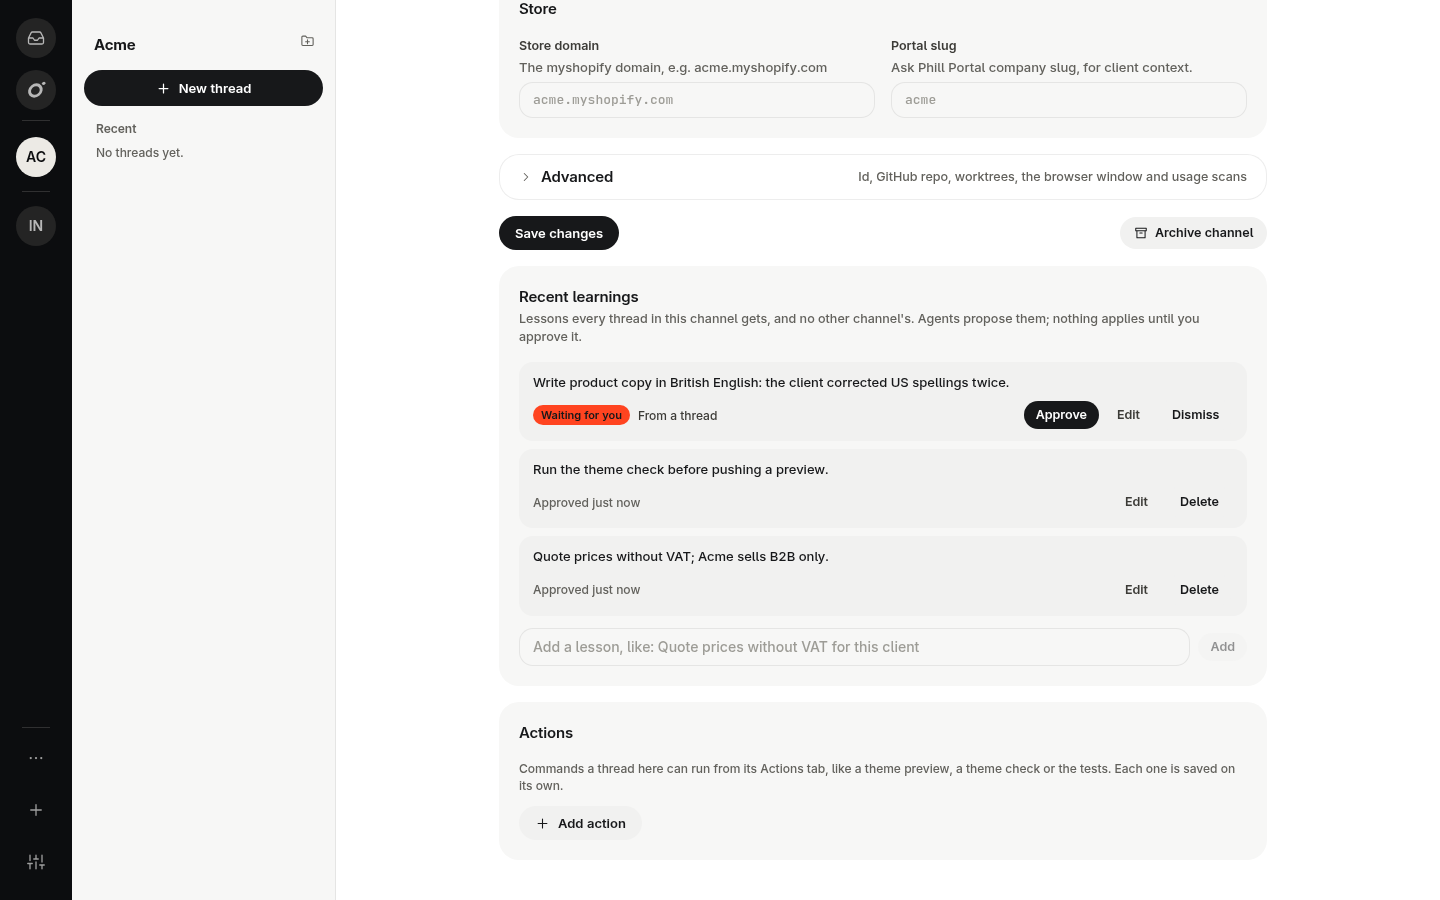 Store
Acme
Store domain
Portal slug
The myshopify domain, e.g. acme.myshopify.com
Ask Phill Portal company slug, for client context.
New thread
acme.myshopify.com
acme
Recent
No threads yet.
AC
Advanced
Id, GitHub repo, worktrees, the browser window and usage scans
IN
Save changes
Archive channel
Recent learnings
Lessons every thread in this channel gets, and no other channel's. Agents propose them; nothing applies until you
approve it.
Write product copy in British English: the client corrected US spellings twice.
Waiting for you
From a thread
Approve
Edit
Dismiss
Run the theme check before pushing a preview.
Approved just now
Edit
Delete
Quote prices without VAT; Acme sells B2B only.
Approved just now
Edit
Delete
Add a lesson, like: Quote prices without VAT for this client
Add
Actions
Commands a thread here can run from its Actions tab, like a theme preview, a theme check or the tests. Each one is saved on
its own.
Add action